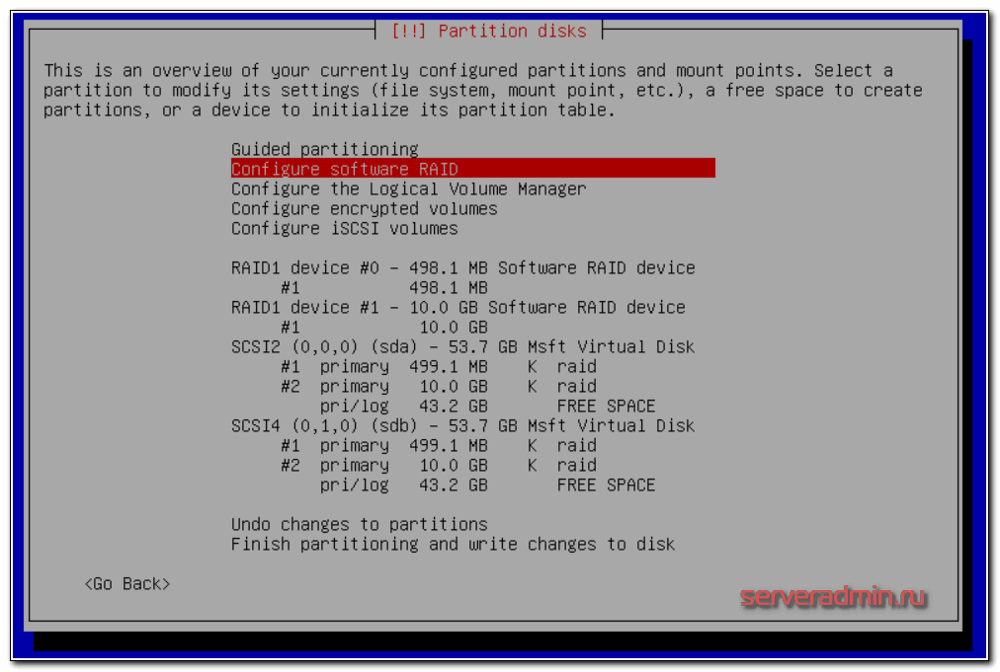 [!!] Partition disks
This is an overview of your currently configured partitions and mount points. Select a
partition to modify its settings (file system, mount point, etc.), a free space to create
partitions, or a device to initialize its partition table.
Guided partitioning
Configure software RAID
Configure the Logical Volume Manager
Configure encrypted volumes
Configure iSCSI volumes
RAID1 device #0 - 498.1 MB Software RAID device
#1 498.1 MB
RAID1 device #1 - 10.0 GB Software RAID device
#1 10.0 GB
SCSI2 (0,0,0) (sda) - 53.7 GB Msft Virtual Disk
#1 primary 499.1 MB K raid
#2 primary 10.0 GB K raid
pri/log 43.2 GB FREE SPACE
SCSI4 (0,1,0) (sdb) - 53.7 GB Msft Virtual Disk
#1 primary 499.1 MB K raid
#2 primary 10.0 GB K raid
pri/log 43.2 GB FREE SPACE
Undo changes to partitions
Finish partitioning and write changes to disk
<Go Back>
serveradmin.ru